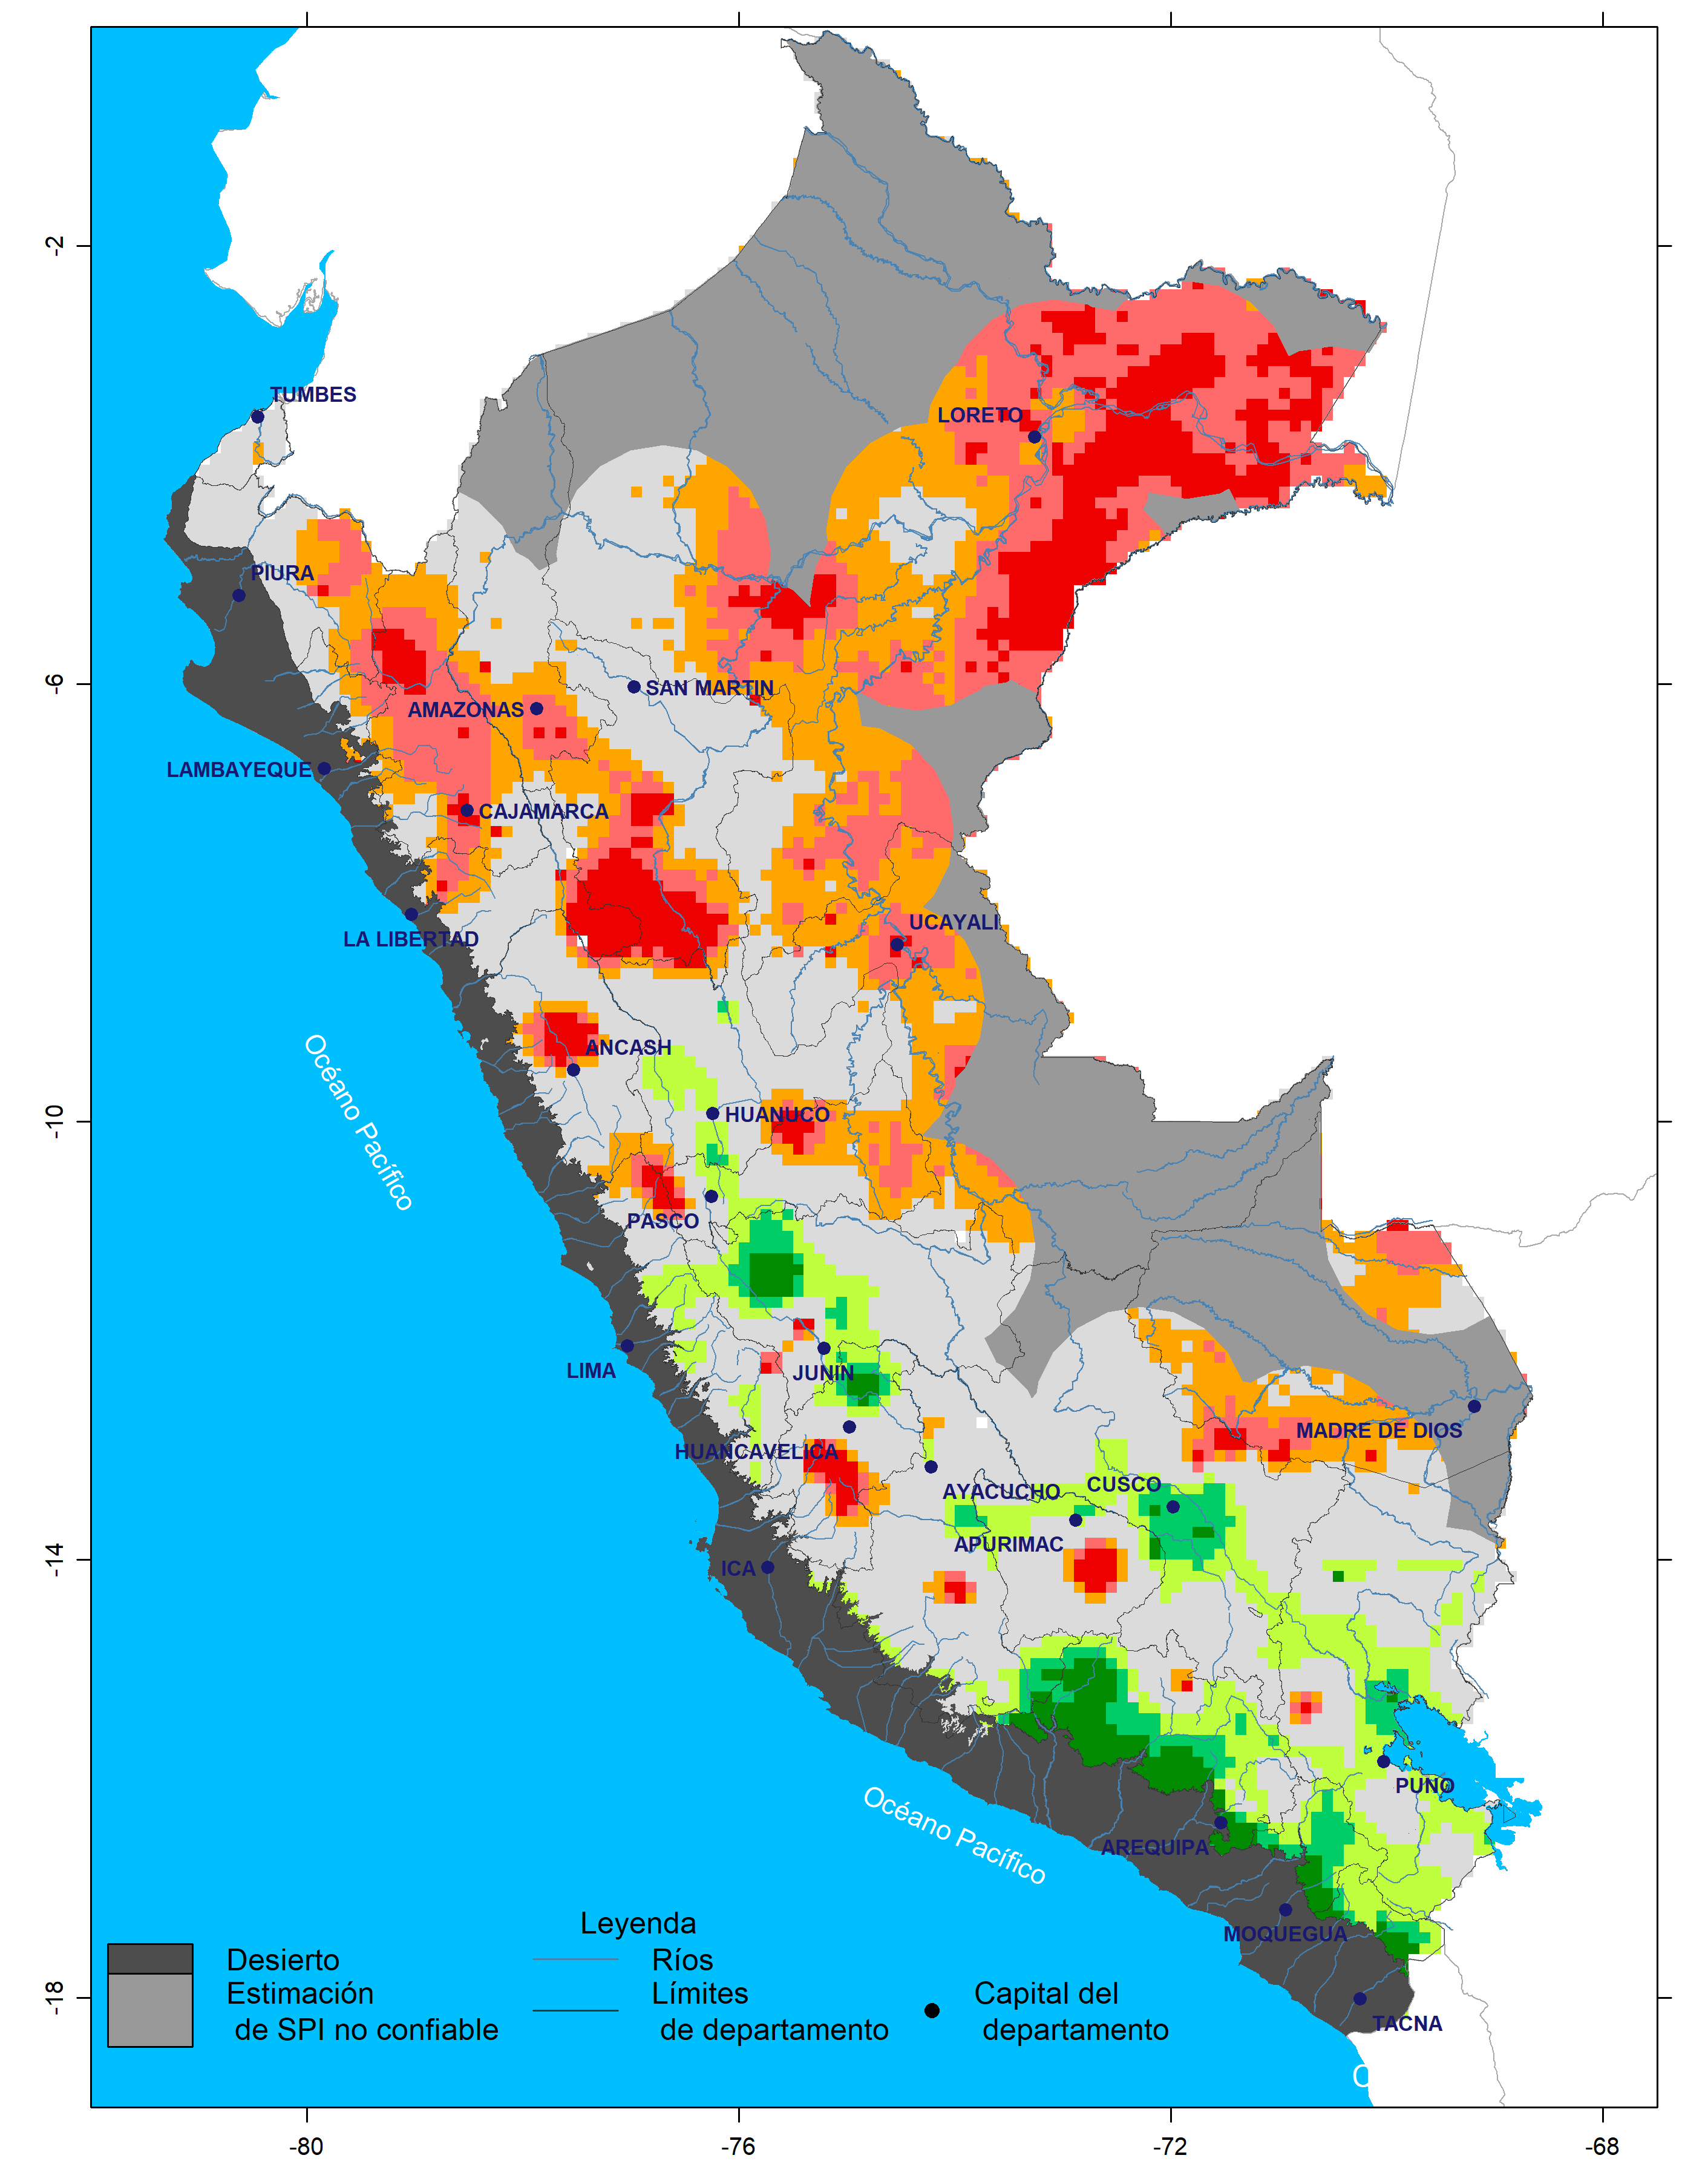 -2
-6
-10
-14
-18
TUMBES
LORETO
PIURA
SAN MARTIN
AMAZONAS
LAMBAYEQUE
CAJAMARCA
UCAYALI
LA LIBERTAD
Océano Pacífico
ANCASH
HUANUCO
PASCO
LIMA
JUNIN
MADRE DE DIOS
HUANCAVELICA
CUSCO
AYACUCHO
APURIMAC
ICA
PUNO
Océano Pacífico
AREQUIPA
MOQUEGUA
TACNA
Leyenda
Desierto
Estimación
de SPI no confiable
Ríos
Límites
de departamento
Capital del
departamento
-80
-76
-72
-68